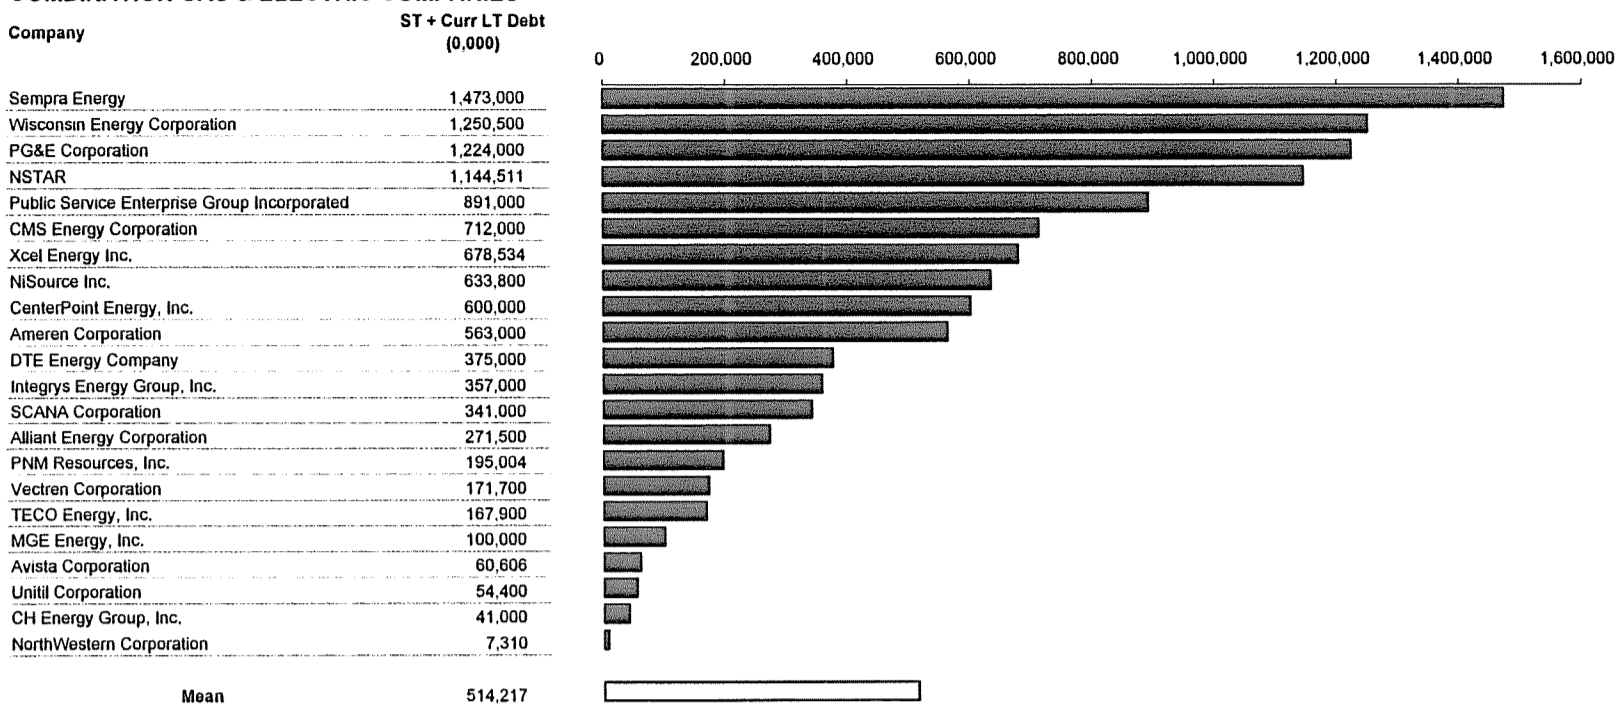 Company ST + Curr LT Debt
(0,000)
0 200,000 400,000 600,000 800,000 1,000,000 1,200,000 1,400,000 1,600,000
Sempra Energy 1,473,000
Wisconsin Energy Corporation 1,250,500
PG&E Corporation 1,224,000
NSTAR 1,144,511
Public Service Enterprise Group Incorporated 891,000
CMS Energy Corporation 712,000
Xcel Energy Inc. 678,534
NiSource Inc. 633,800
CenterPoint Energy, Inc. 600,000
Ameren Corporation 563,000
DTE Energy Company 375,000
Integrys Energy Group, Inc. 357,000
SCANA Corporation 341,000
Alliant Energy Corporation 271,500
PNM Resources, Inc. 195,004
Vectren Corporation 171,700
TECO Energy, Inc. 167,900
MGE Energy, Inc. 100,000
Avista Corporation 60,606
Unitil Corporation 54,400
CH Energy Group, Inc. 41,000
NorthWestern Corporation 7,310
Mean 514,217